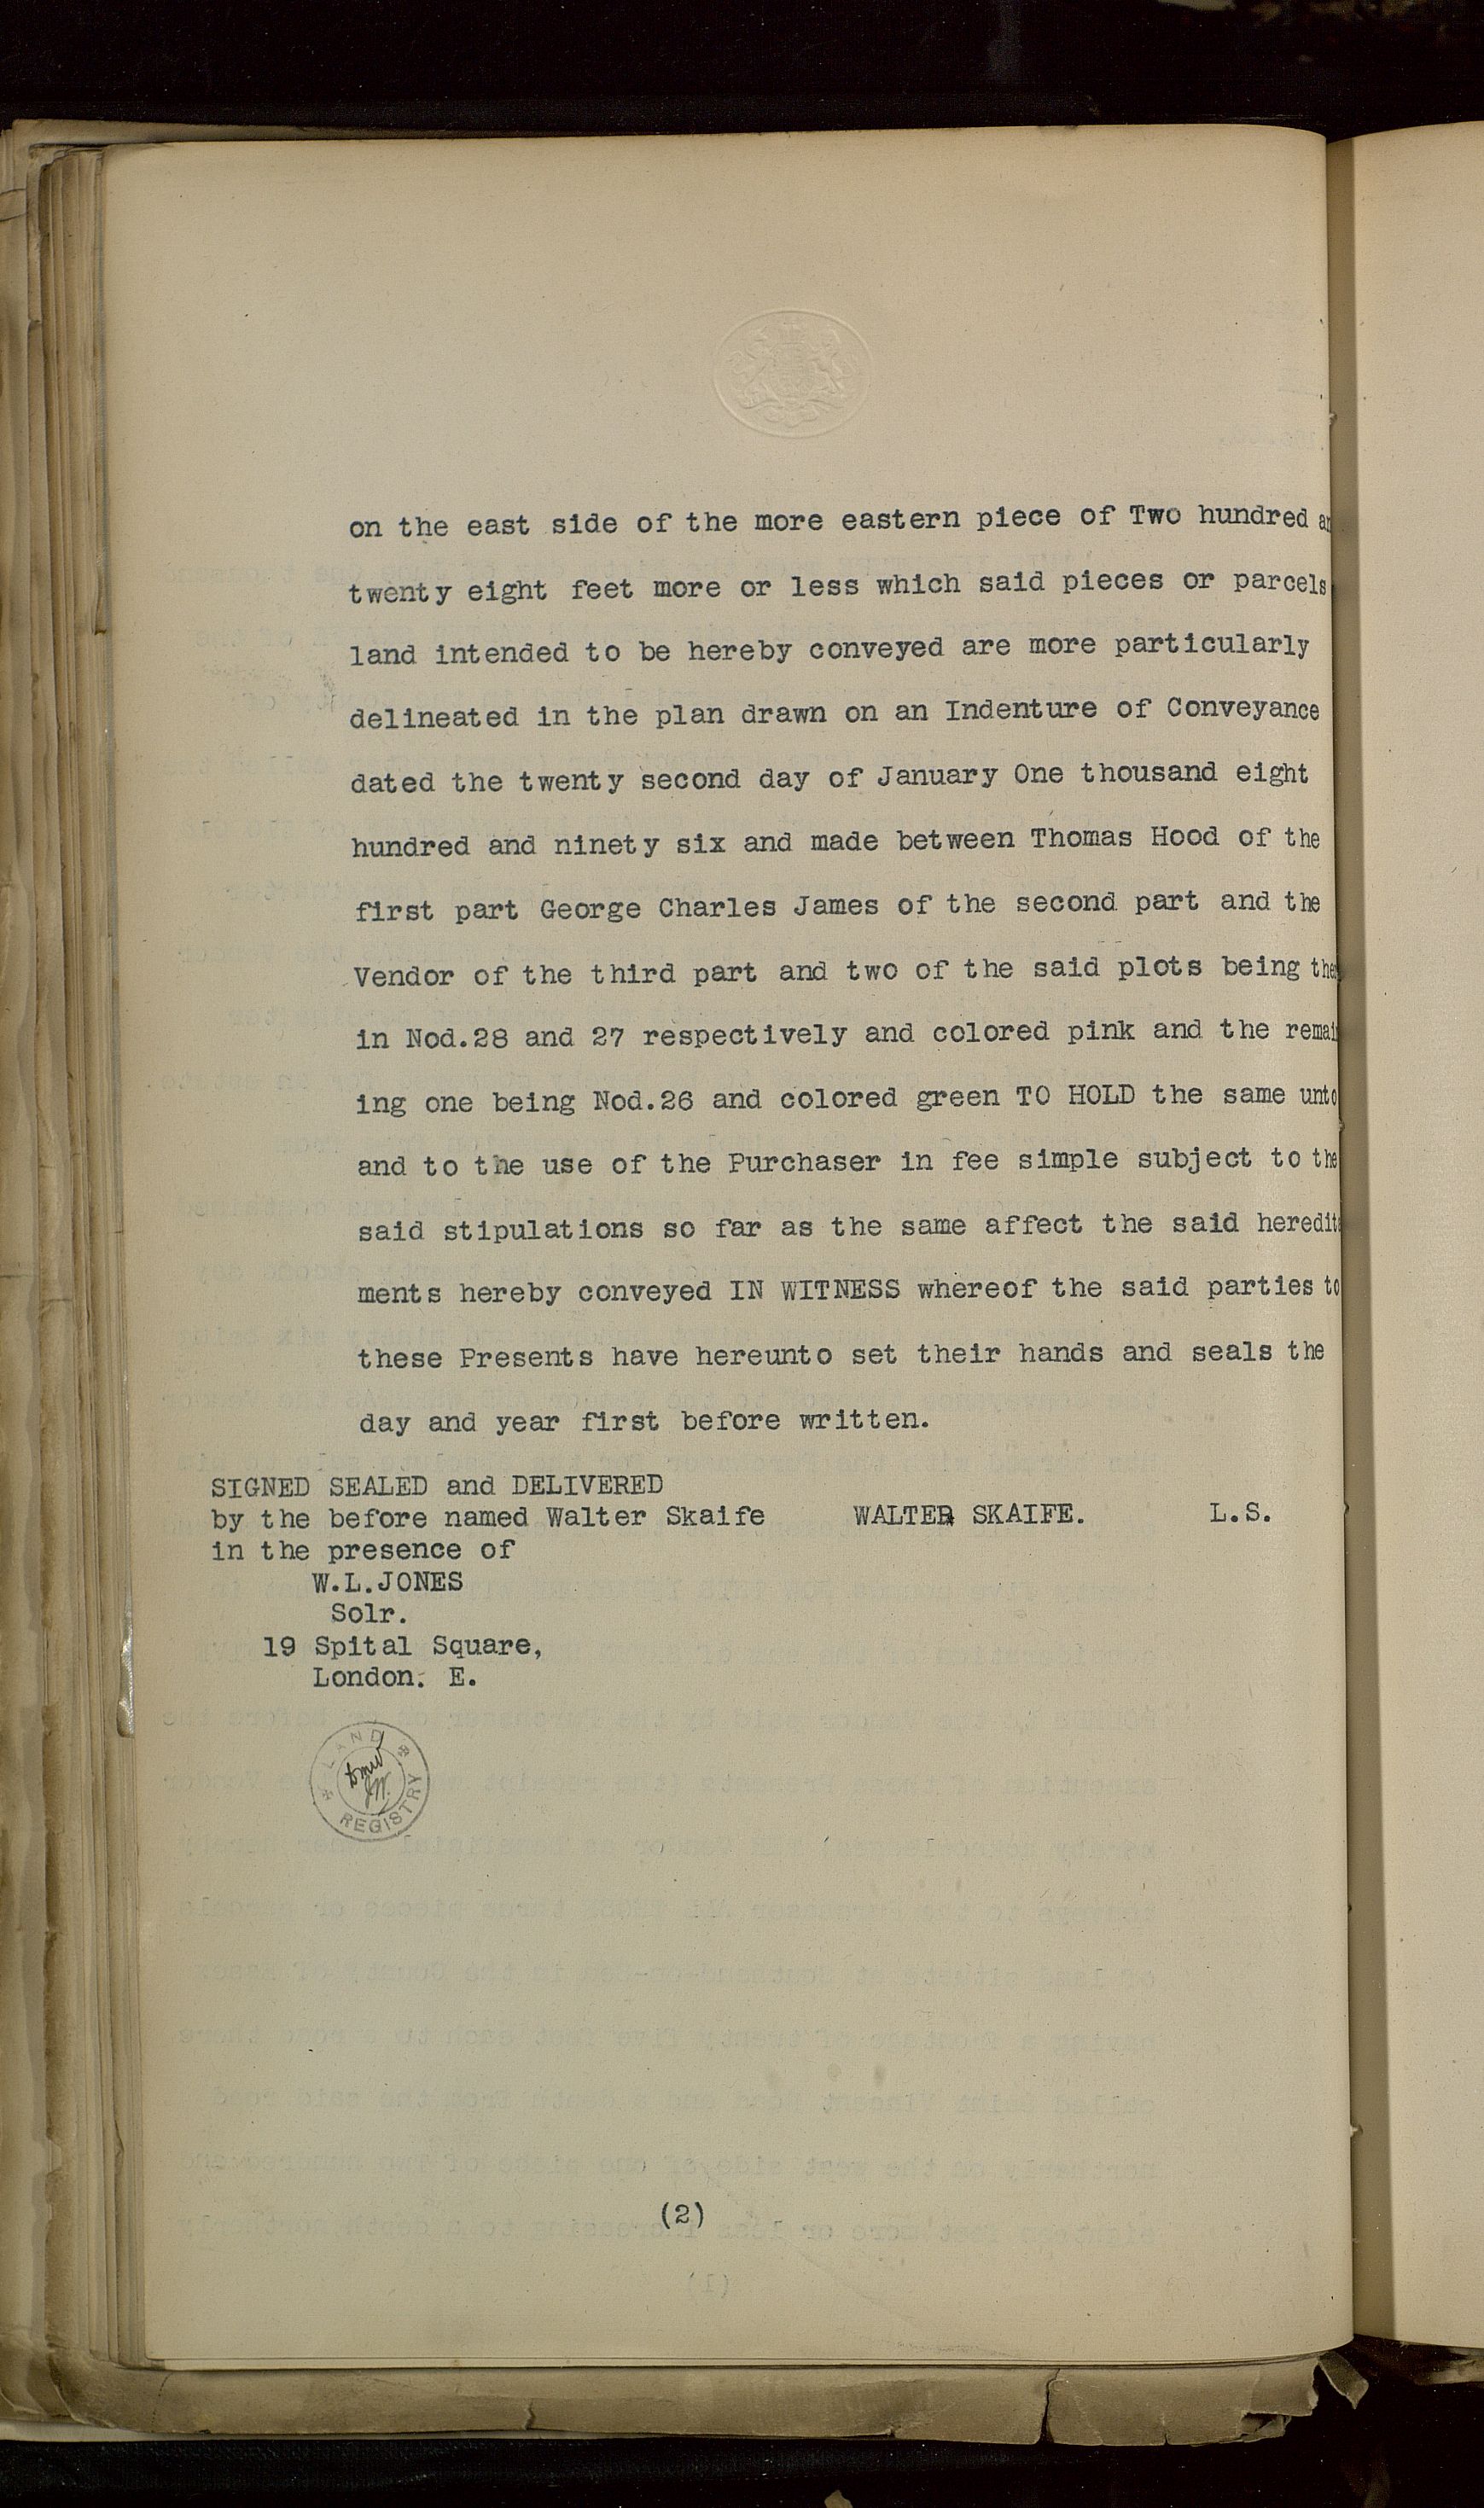 on the east side of the more eastern piece of Two hundred
twenty eight feet more or less which said pieces or parcels
land intended to be hereby conveyed are more particularly
delineated in the plan drawn on an Indenture of Conveyance
dated the twenty second day of January One thousand eight
hundred and ninety six and made between Thomas Hood of the
first part George Charles James of the second part and the
Vendor of the third part and two of the said plots being
in Nod.28 and 27 respectively and colored pink and the remain
ing one being Nod.26 and colored green TO HOLD the same unto
and to the use of the Purchaser in fee simple subject to the
said stipulations so far as the same affect the said heredita
ments hereby conveyed IN WITNESS whereof the said parties to
these Presents have hereunto set their hands and seals the
day and year first before written.
SIGNED SEALED and DELIVERED
by the before named Walter Skaife WALTER SKAIFE. L.S.
in the presence of
W.L.JONES
Solr.
19 Spital Square,
London. E.
LAND
REGISTRY
(2)